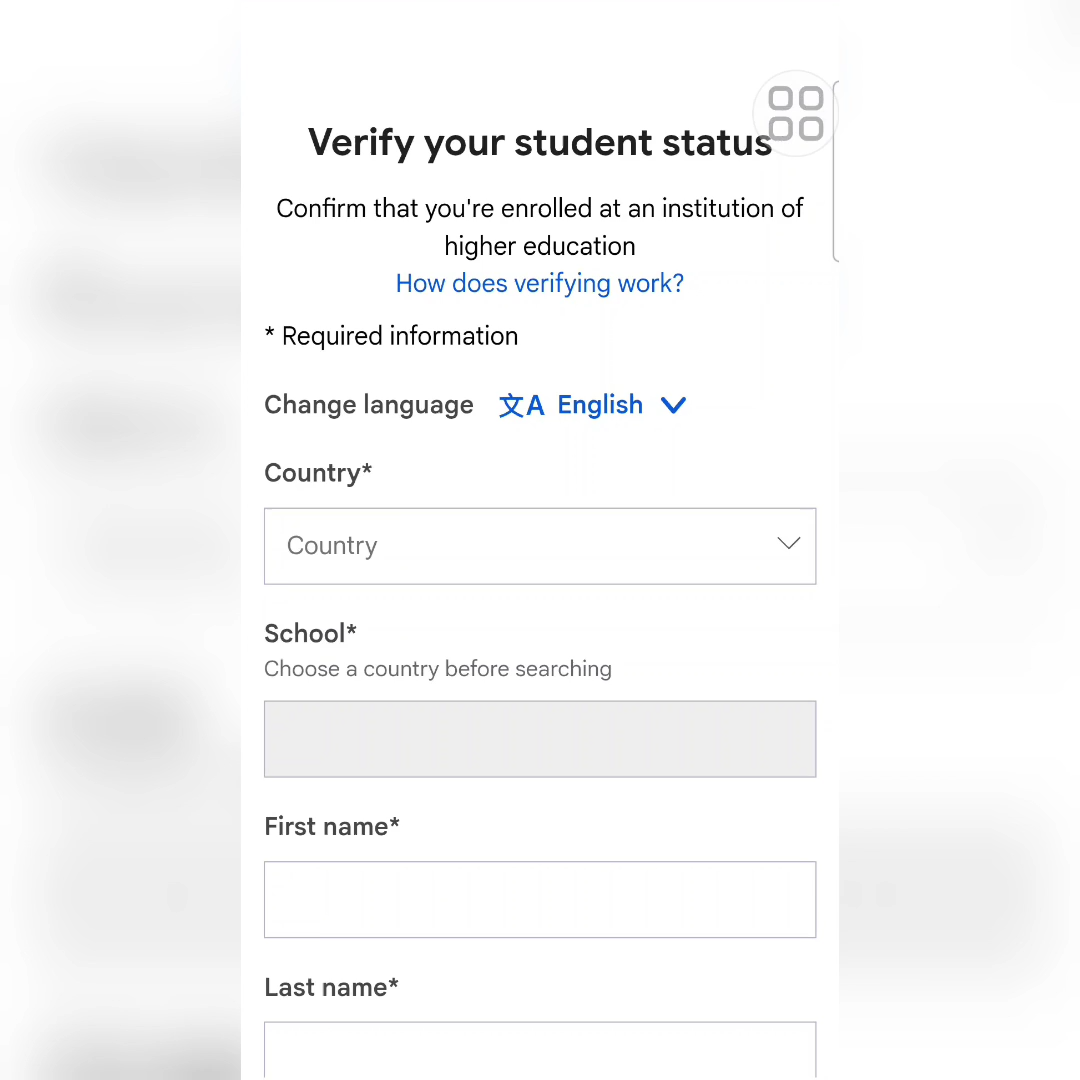 Verify your student status
Confirm that you're enrolled at an institution of
higher education
How does verifying work?
* Required information
Change language 文A English
Country*
Country
School*
Choose a country before searching
First name*
Last name*